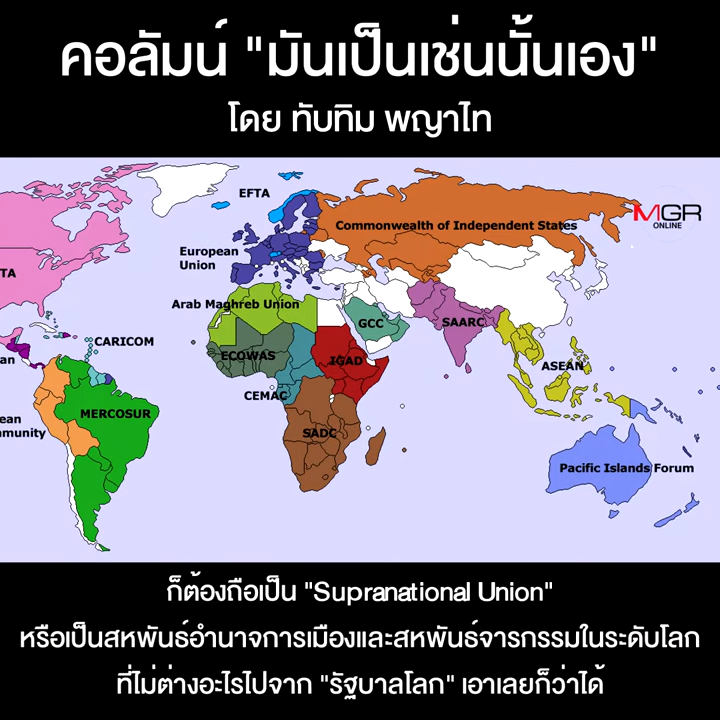 คอลัมน์ "มันเป็นเช่นนั้นเอง"
โดย ทับทิม พญาไท
EFTA
MGR
ONLINE
Commonwealth of Independent States
European
Union
TA
Arab Maghreb Union
GCC
SAARC
CARICOM
an
ECOWAS
IGAD
ASEAN
CEMAC
MERCOSUR
ean
mmunity
SADC
Pacific Islands Forum
ก็ต้องถือเป็น "Supranational Union"
หรือเป็นสหพันธ์อำนาจการเมืองและสหพันธ์จารกรรมในระดับโลก
ที่ไม่ต่างอะไรไปจาก "รัฐบาลโลก" เอาเลยก็ว่าได้